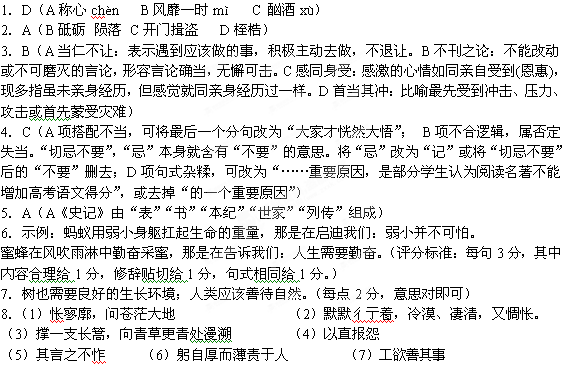 1．D（A 称心 chèn   B 风靡一时 mǐ   C  酗酒 xù）
2．A（B 砥砺  陨落  C 开门揖盗   D 桎梏）
3．B（A 当仁不让：表示遇到应该做的事，积极主动去做，不退让。B 不刊之论：不能改动
或不可磨灭的言论，形容言论确当，无懈可击。C 感同身受：感激的心情如同亲自受到(恩惠)，
现多指虽未亲身经历，但感觉就同亲身经历过一样。D 首当其冲：比喻最先受到冲击、压力、
攻击或首先蒙受灾难）
4．C（A 项搭配不当，可将最后一个分句改为“大家才恍然大悟”；  B 项不合逻辑，属否定
失当。“切忌不要”，“忌”本身就含有“不要”的意思。将“忌”改为“记”或将“切忌不要”
后的“不要”删去；D 项句式杂糅，可改为“……重要原因，是部分学生认为阅读名著不能
增加高考语文得分”，或去掉“的一个重要原因”）
5．A（A《史记》由“表”“书”“本纪”“世家”“列传”组成）
6．示例：蚂蚁用弱小身躯扛起生命的重量，那是在启迪我们：弱小并不可怕。
蜜蜂在风吹雨淋中勤奋采蜜，那是在告诉我们：人生需要勤奋。（评分标准：每句 3 分，其中
内容合理给 1 分，修辞贴切给 1 分，句式相同给 1 分。）
7．树也需要良好的生长环境；人类应该善待自然。（每点 2 分，意思对即可）
8．（1）怅寥廓，问苍茫大地   （2）默默彳亍着，冷漠、凄清，又惆怅。
（3）撑一支长篙，向青草更青处漫溯   （4）以直报怨
（5）其言之不怍   （6）躬自厚而薄责于人   （7）工欲善其事